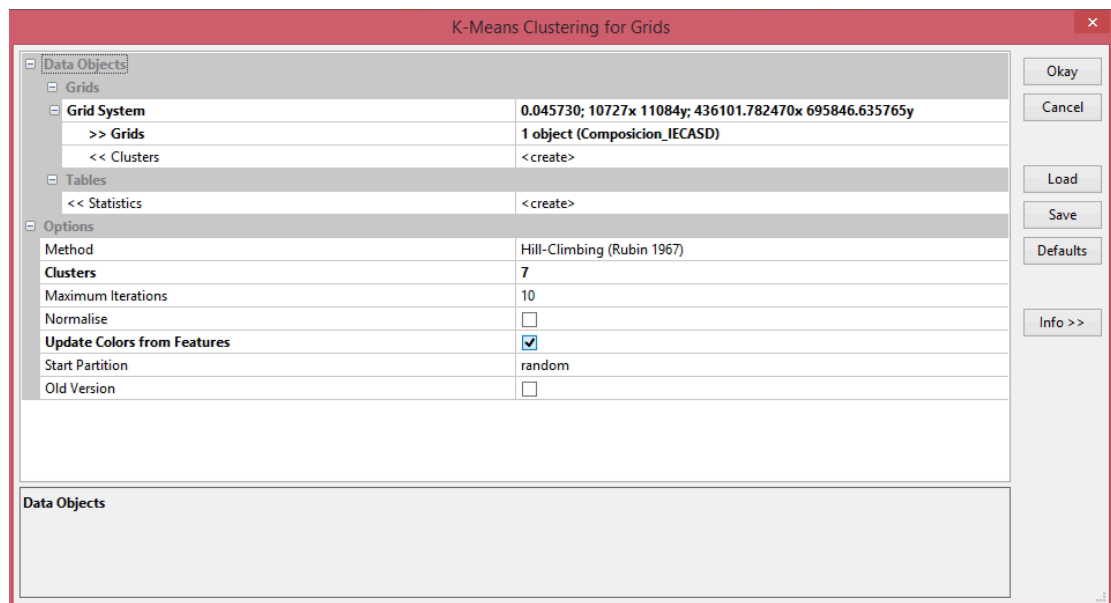 K-Means Clustering for Grids
Data Objects
Grids
Grid System 0.045730; 10727x 11084y; 436101.782470x 695846.635765y
>> Grids 1 object (Composicion_IECASD)
<< Clusters <create>
Tables
<< Statistics <create>
Options
Method Hill-Climbing (Rubin 1967)
Clusters 7
Maximum Iterations 10
Normalise
Update Colors from Features
Start Partition random
Old Version
Data Objects
Okay
Cancel
Load
Save
Defaults
Info >>